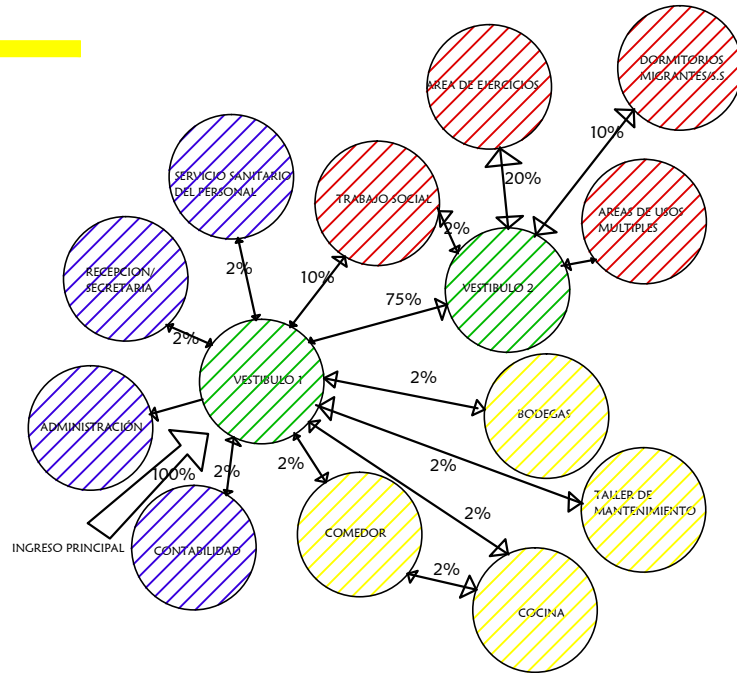 AREA DE EJERCICIOS
DORMITORIOS
MIGRANTES/S.S
10%
SERVICIO SANITARIO
DEL PERSONAL
TRABAJO SOCIAL
20%
AREAS DE USOS
MULTIPLES
2%
RECEPCION/
SECRETARIA
2%
10%
75%
VESTIBULO 2
2%
VESTIBULO 1
2%
BODEGAS
ADMINISTRACIÓN
100%
2%
2%
2%
TALLER DE
MANTENIMIENTO
2%
INGRESO PRINCIPAL
CONTABILIDAD
COMEDOR
2%
COCINA